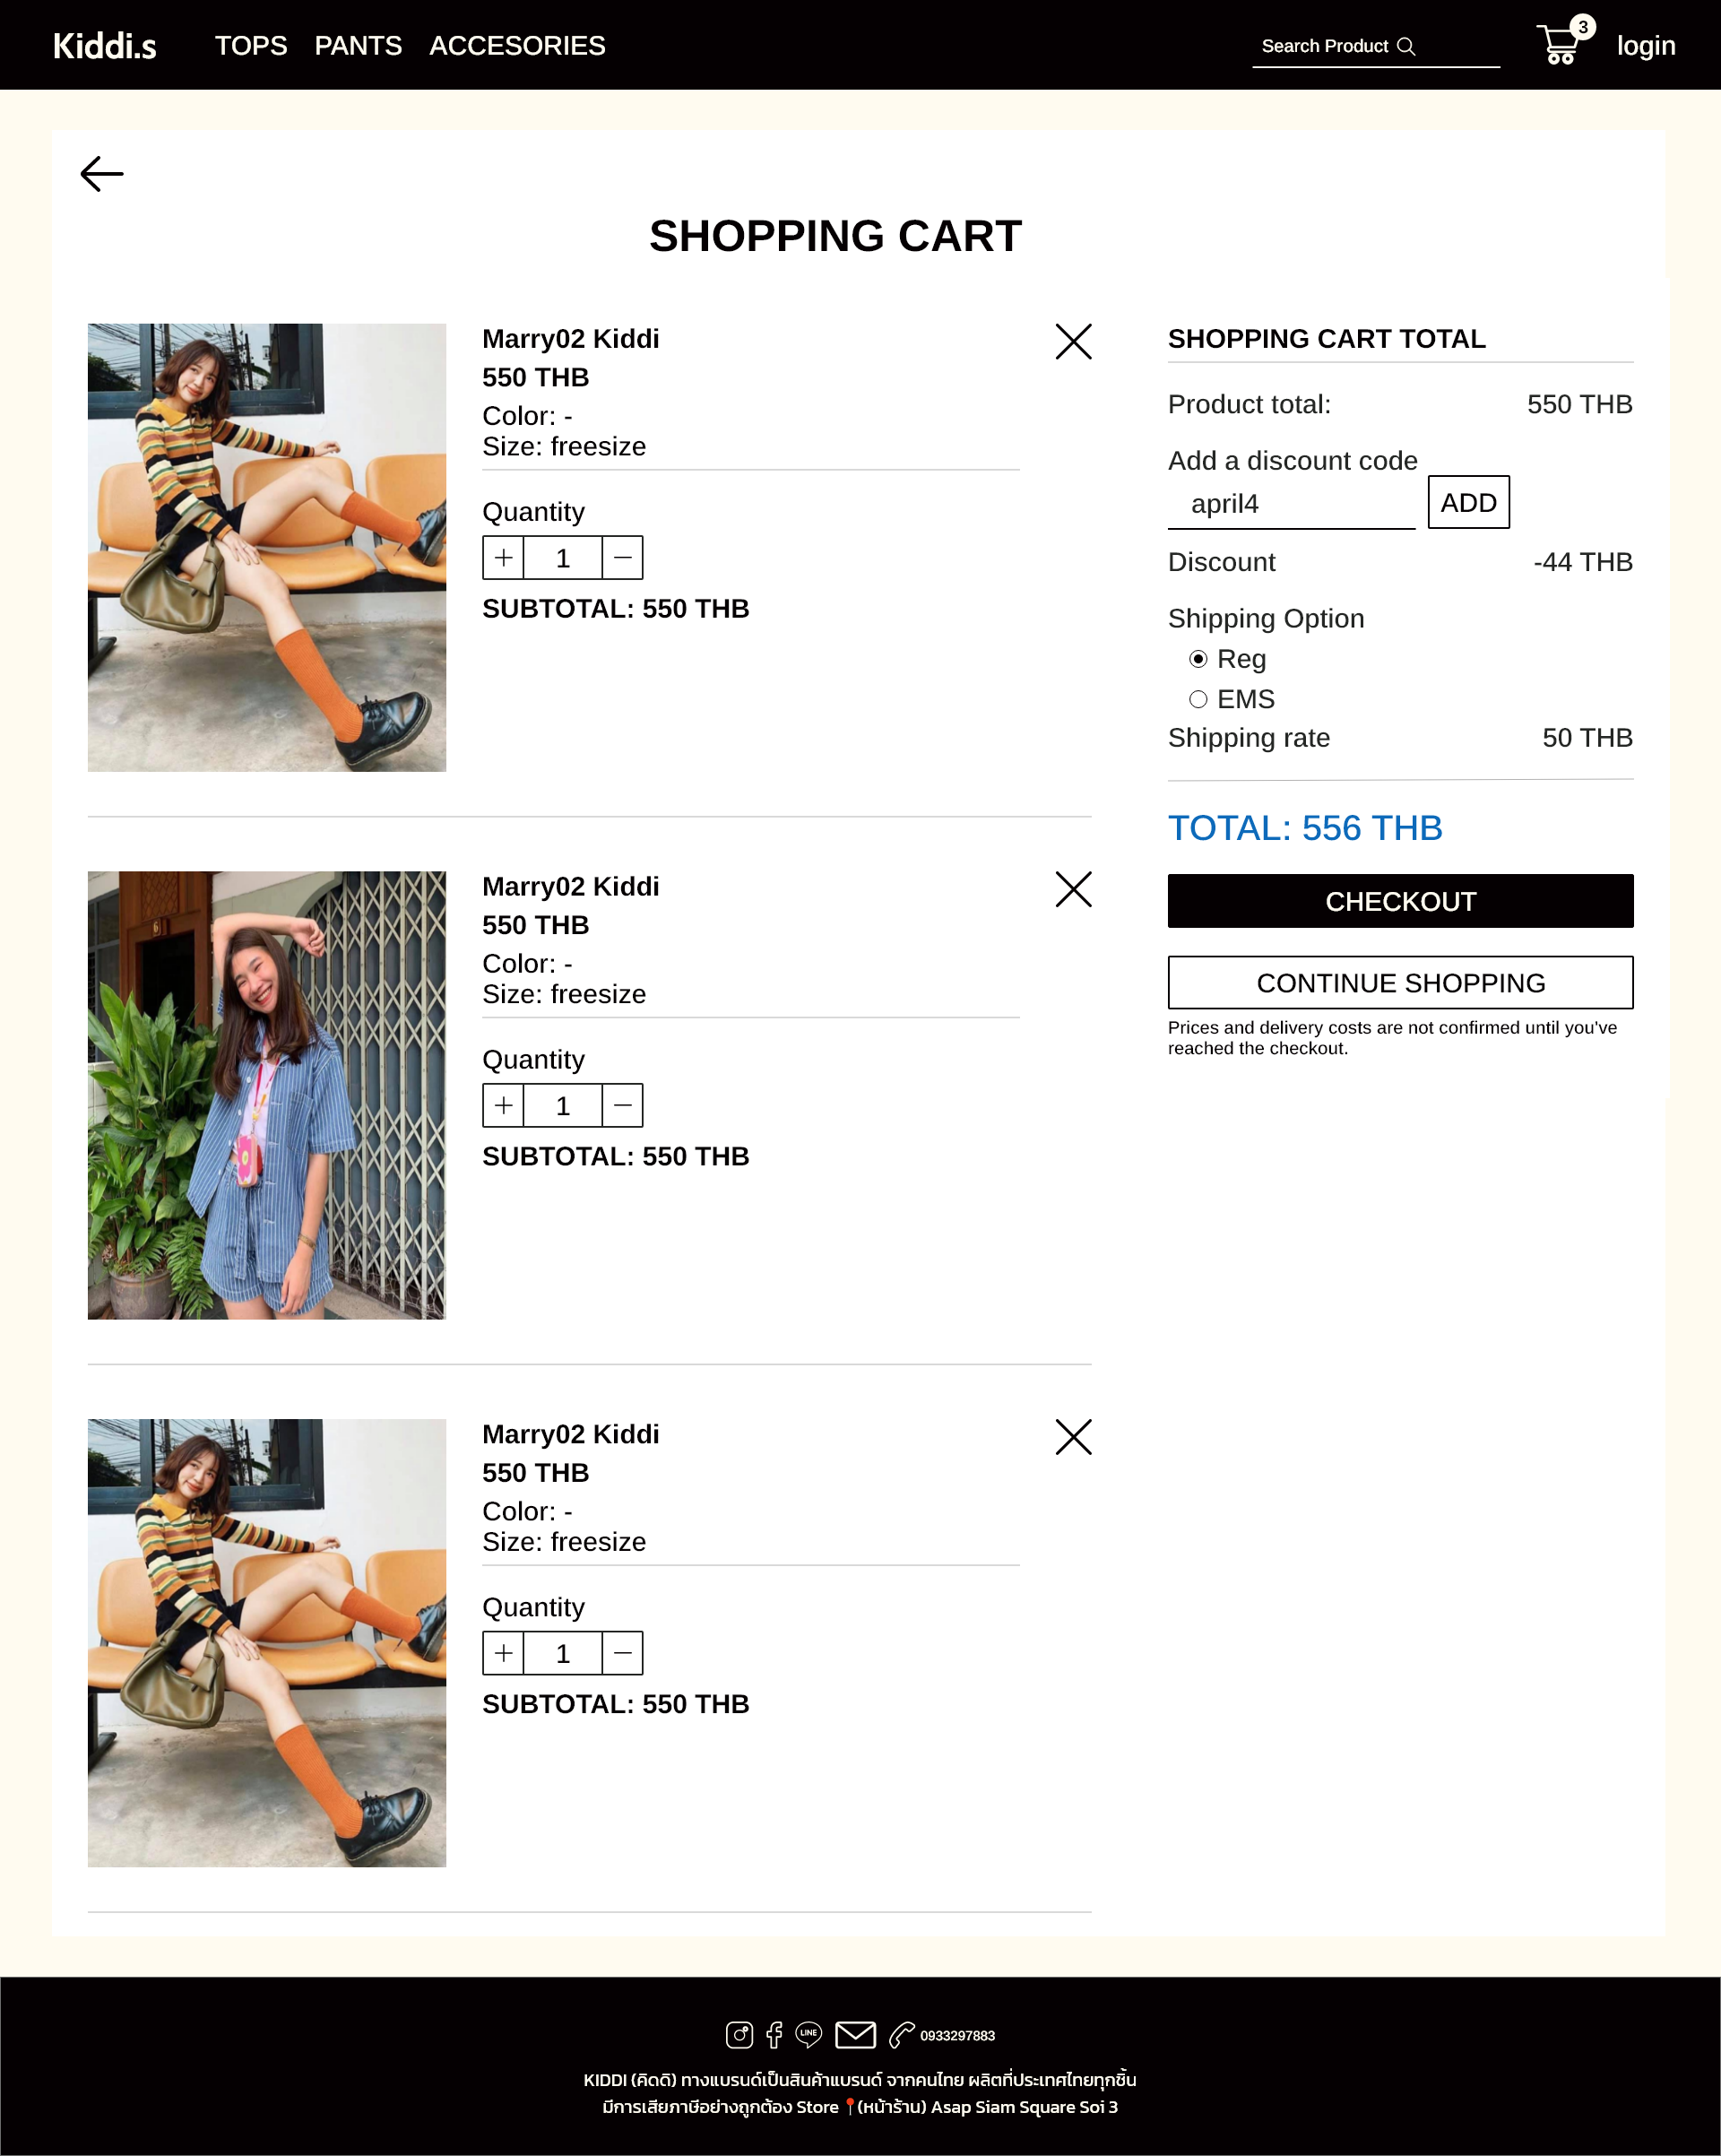 Kiddi.s TOPS PANTS ACCESORIES Search Product 3 login
SHOPPING CART
Marry02 Kiddi
550 THB
Color: -
Size: freesize
Quantity
1
SUBTOTAL: 550 THB
Marry02 Kiddi
550 THB
Color: -
Size: freesize
Quantity
1
SUBTOTAL: 550 THB
Marry02 Kiddi
550 THB
Color: -
Size: freesize
Quantity
1
SUBTOTAL: 550 THB
SHOPPING CART TOTAL
Product total: 550 THB
Add a discount code
april4 ADD
Discount -44 THB
Shipping Option
Reg
EMS
Shipping rate 50 THB
TOTAL: 556 THB
CHECKOUT
CONTINUE SHOPPING
Prices and delivery costs are not confirmed until you've
reached the checkout.
LINE 0933297883
KIDDI (คิดดิ) ทางแบรนด์เป็นสินค้าแบรนด์ จากคนไทย ผลิตที่ประเทศไทยทุกชิ้น
มีการเสียภาษีอย่างถูกต้อง Store 📍(หน้าร้าน) Asap Siam Square Soi 3